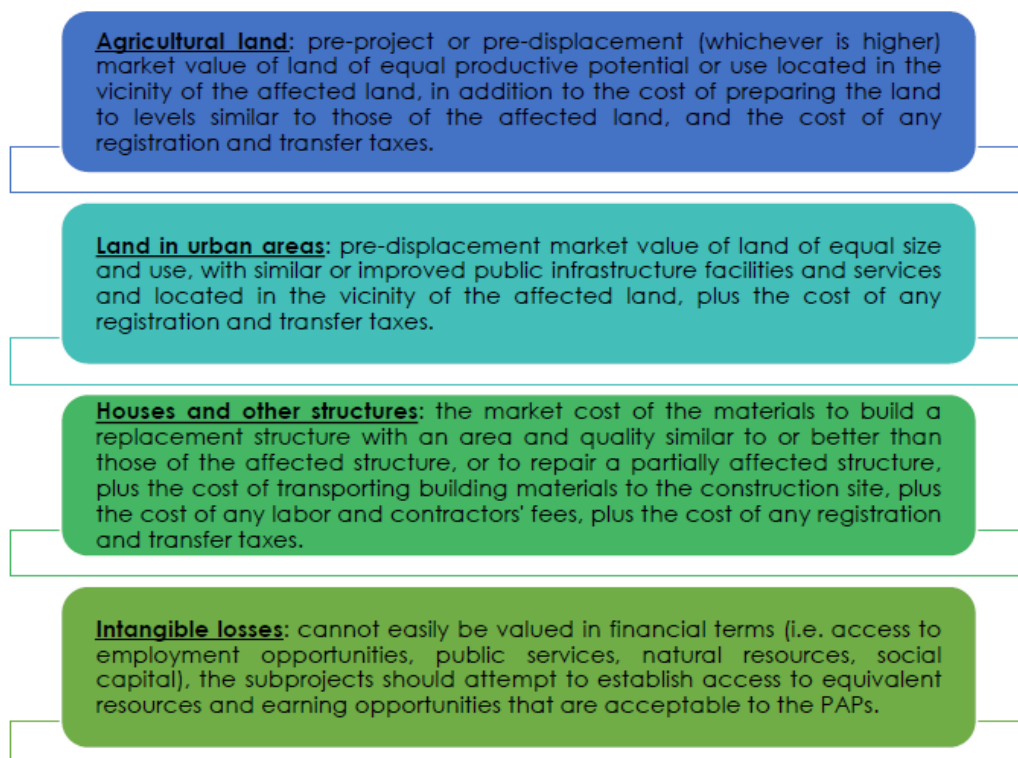 Agricultural land: pre-project or pre-displacement (whichever is higher)
market value of land of equal productive potential or use located in the
vicinity of the affected land, in addition to the cost of preparing the land
to levels similar to those of the affected land, and the cost of any
registration and transfer taxes.
Land in urban areas: pre-displacement market value of land of equal size
and use, with similar or improved public infrastructure facilities and services
and located in the vicinity of the affected land, plus the cost of any
registration and transfer taxes.
Houses and other structures: the market cost of the materials to build a
replacement structure with an area and quality similar to or better than
those of the affected structure, or to repair a partially affected structure,
plus the cost of transporting building materials to the construction site, plus
the cost of any labor and contractors' fees, plus the cost of any registration
and transfer taxes.
Intangible losses: cannot easily be valued in financial terms (i.e. access to
employment opportunities, public services, natural resources, social
capital), the subprojects should attempt to establish access to equivalent
resources and earning opportunities that are acceptable to the PAPs.